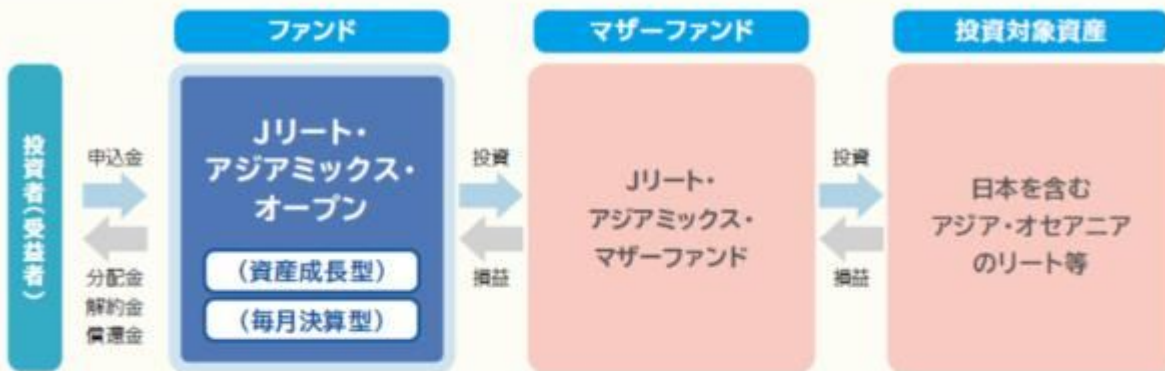 ファンド
マザーファンド
投資対象資産
投資者(受益者)
申込金
分配金
解約金
償還金
Jリート・
アジアミックス・
オープン
(資産成長型)
(毎月決算型)
投資
損益
Jリート・
アジアミックス・
マザーファンド
投資
損益
日本を含む
アジア・オセアニア
のリート等